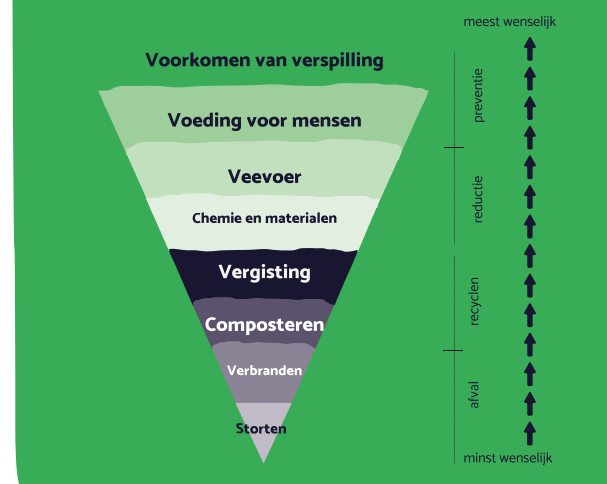 meest wenselijk
Voorkomen van verspilling
Voeding voor mensen
preventie
Veevoer
Chemie en materialen
reductie
Vergisting
Composteren
recyclen
Verbranden
afval
Storten
minst wenselijk